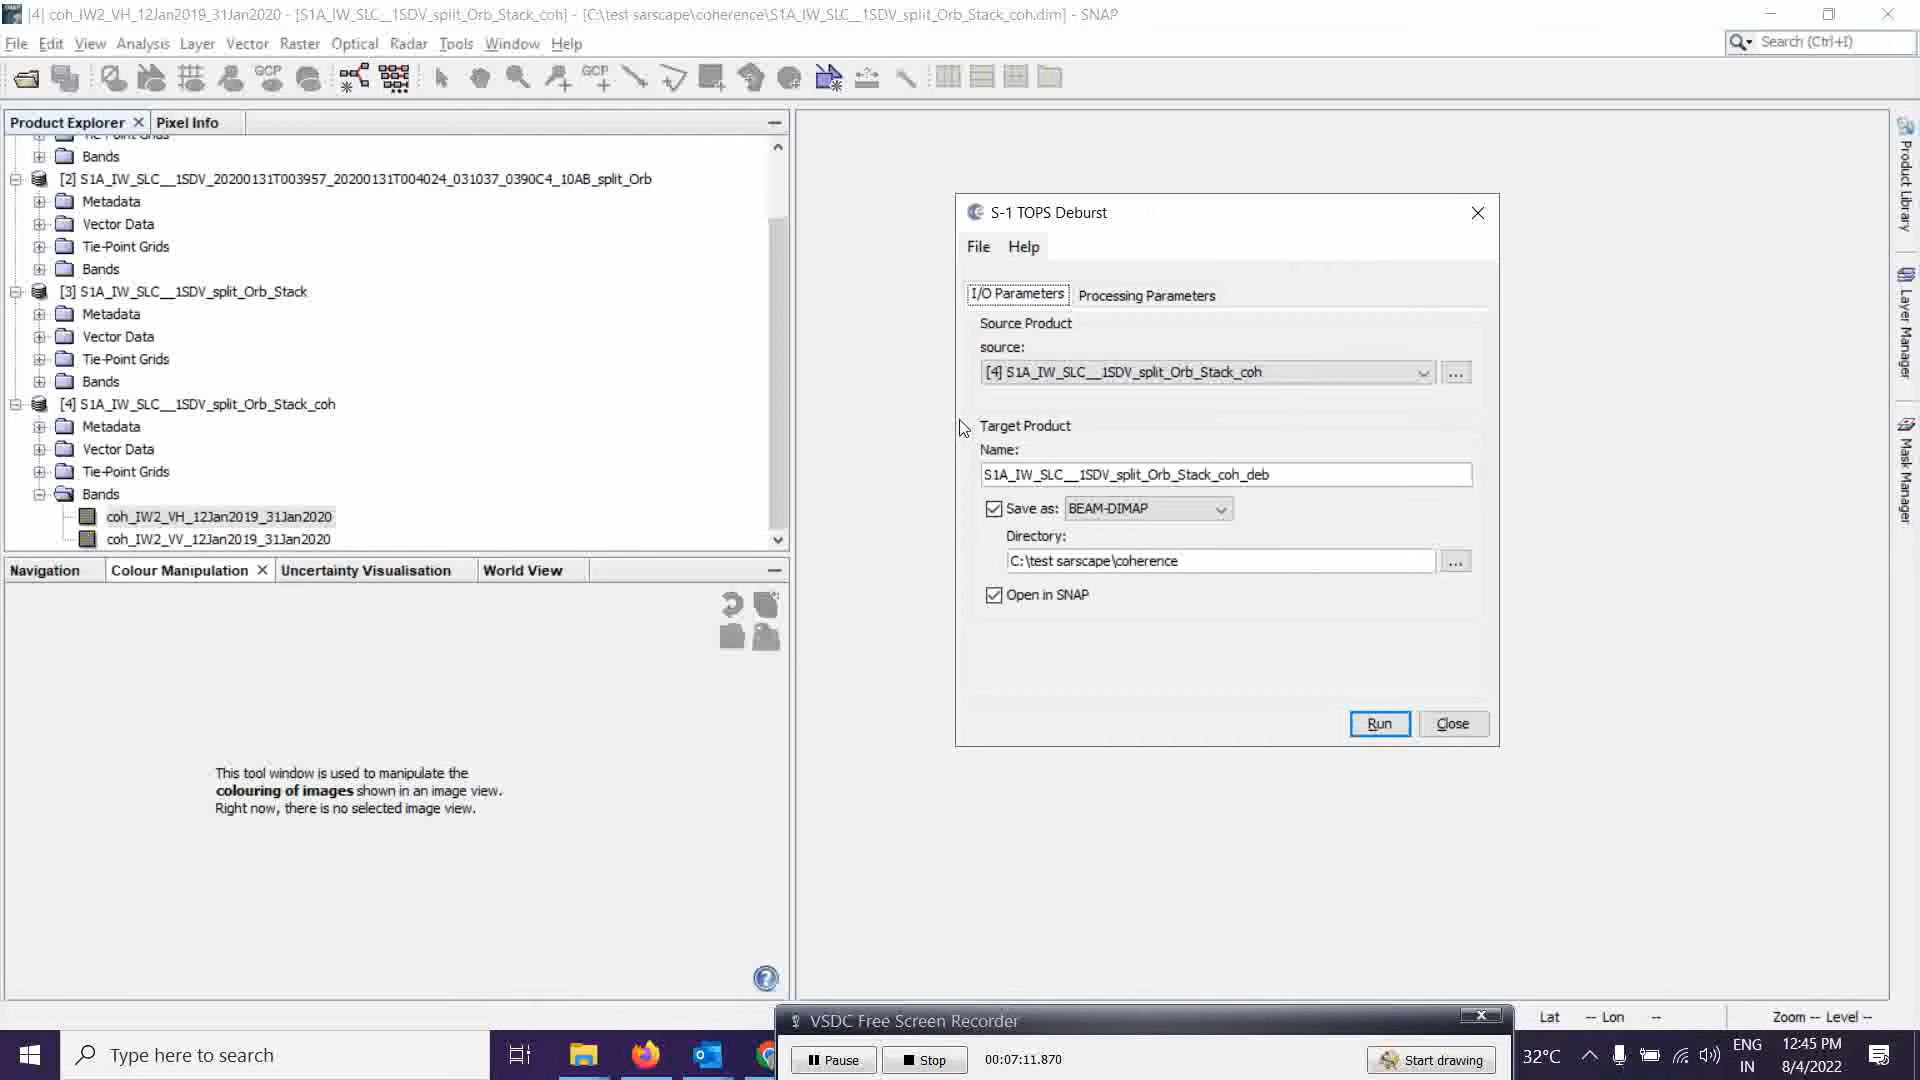 [4] coh_IW2_VH_12Jan2019_31Jan2020 - [S1A_IW_SLC__1SDV_split_Orb_Stack_coh] - [C:\test sarscape\coherence\S1A_IW_SLC__1SDV_split_Orb_Stack_coh.dim] - SNAP
File Edit View Analysis Layer Vector Raster Optical Radar Tools Window Help
Search (Ctrl+I)
GCP GCP
Product Explorer Pixel Info
Tie-Point Grids
Bands
[2] S1A_IW_SLC__1SDV_20200131T003957_20200131T004024_031037_0390C4_10AB_split_Orb
Metadata
Vector Data
Tie-Point Grids
Bands
[3] S1A_IW_SLC__1SDV_split_Orb_Stack
Metadata
Vector Data
Tie-Point Grids
Bands
[4] S1A_IW_SLC__1SDV_split_Orb_Stack_coh
Metadata
Vector Data
Tie-Point Grids
Bands
coh_IW2_VH_12Jan2019_31Jan2020
coh_IW2_VV_12Jan2019_31Jan2020
Navigation Colour Manipulation Uncertainty Visualisation World View
This tool window is used to manipulate the
colouring of images shown in an image view.
Right now, there is no selected image view.
S-1 TOPS Deburst
File Help
I/O Parameters Processing Parameters
Source Product
source:
[4] S1A_IW_SLC__1SDV_split_Orb_Stack_coh
...
Target Product
Name:
S1A_IW_SLC__1SDV_split_Orb_Stack_coh_deb
Save as: BEAM-DIMAP
Directory:
C:\test sarscape\coherence
...
Open in SNAP
Run Close
Product Library
Layer Manager
Mask Manager
Lat -- Lon -- Zoom -- Level --
VSDC Free Screen Recorder
Pause Stop 00:07:11.870 Start drawing
Type here to search
32°C
ENG
IN
12:45 PM
8/4/2022